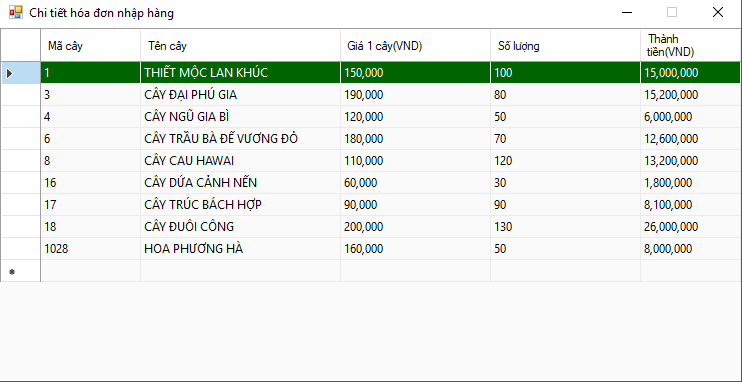 Chi tiết hóa đơn nhập hàng
Mã cây Tên cây Giá 1 cây(VND) Số lượng Thành tiền(VND)
1 THIẾT MỘC LAN KHÚC 150,000 100 15,000,000
3 CÂY ĐẠI PHÚ GIA 190,000 80 15,200,000
4 CÂY NGŨ GIA BÌ 120,000 50 6,000,000
6 CÂY TRẦU BÀ ĐẾ VƯƠNG ĐỎ 180,000 70 12,600,000
8 CÂY CAU HAWAI 110,000 120 13,200,000
16 CÂY DỨA CẢNH NẾN 60,000 30 1,800,000
17 CÂY TRÚC BÁCH HỢP 90,000 90 8,100,000
18 CÂY ĐUÔI CÔNG 200,000 130 26,000,000
1028 HOA PHƯƠNG HÀ 160,000 50 8,000,000